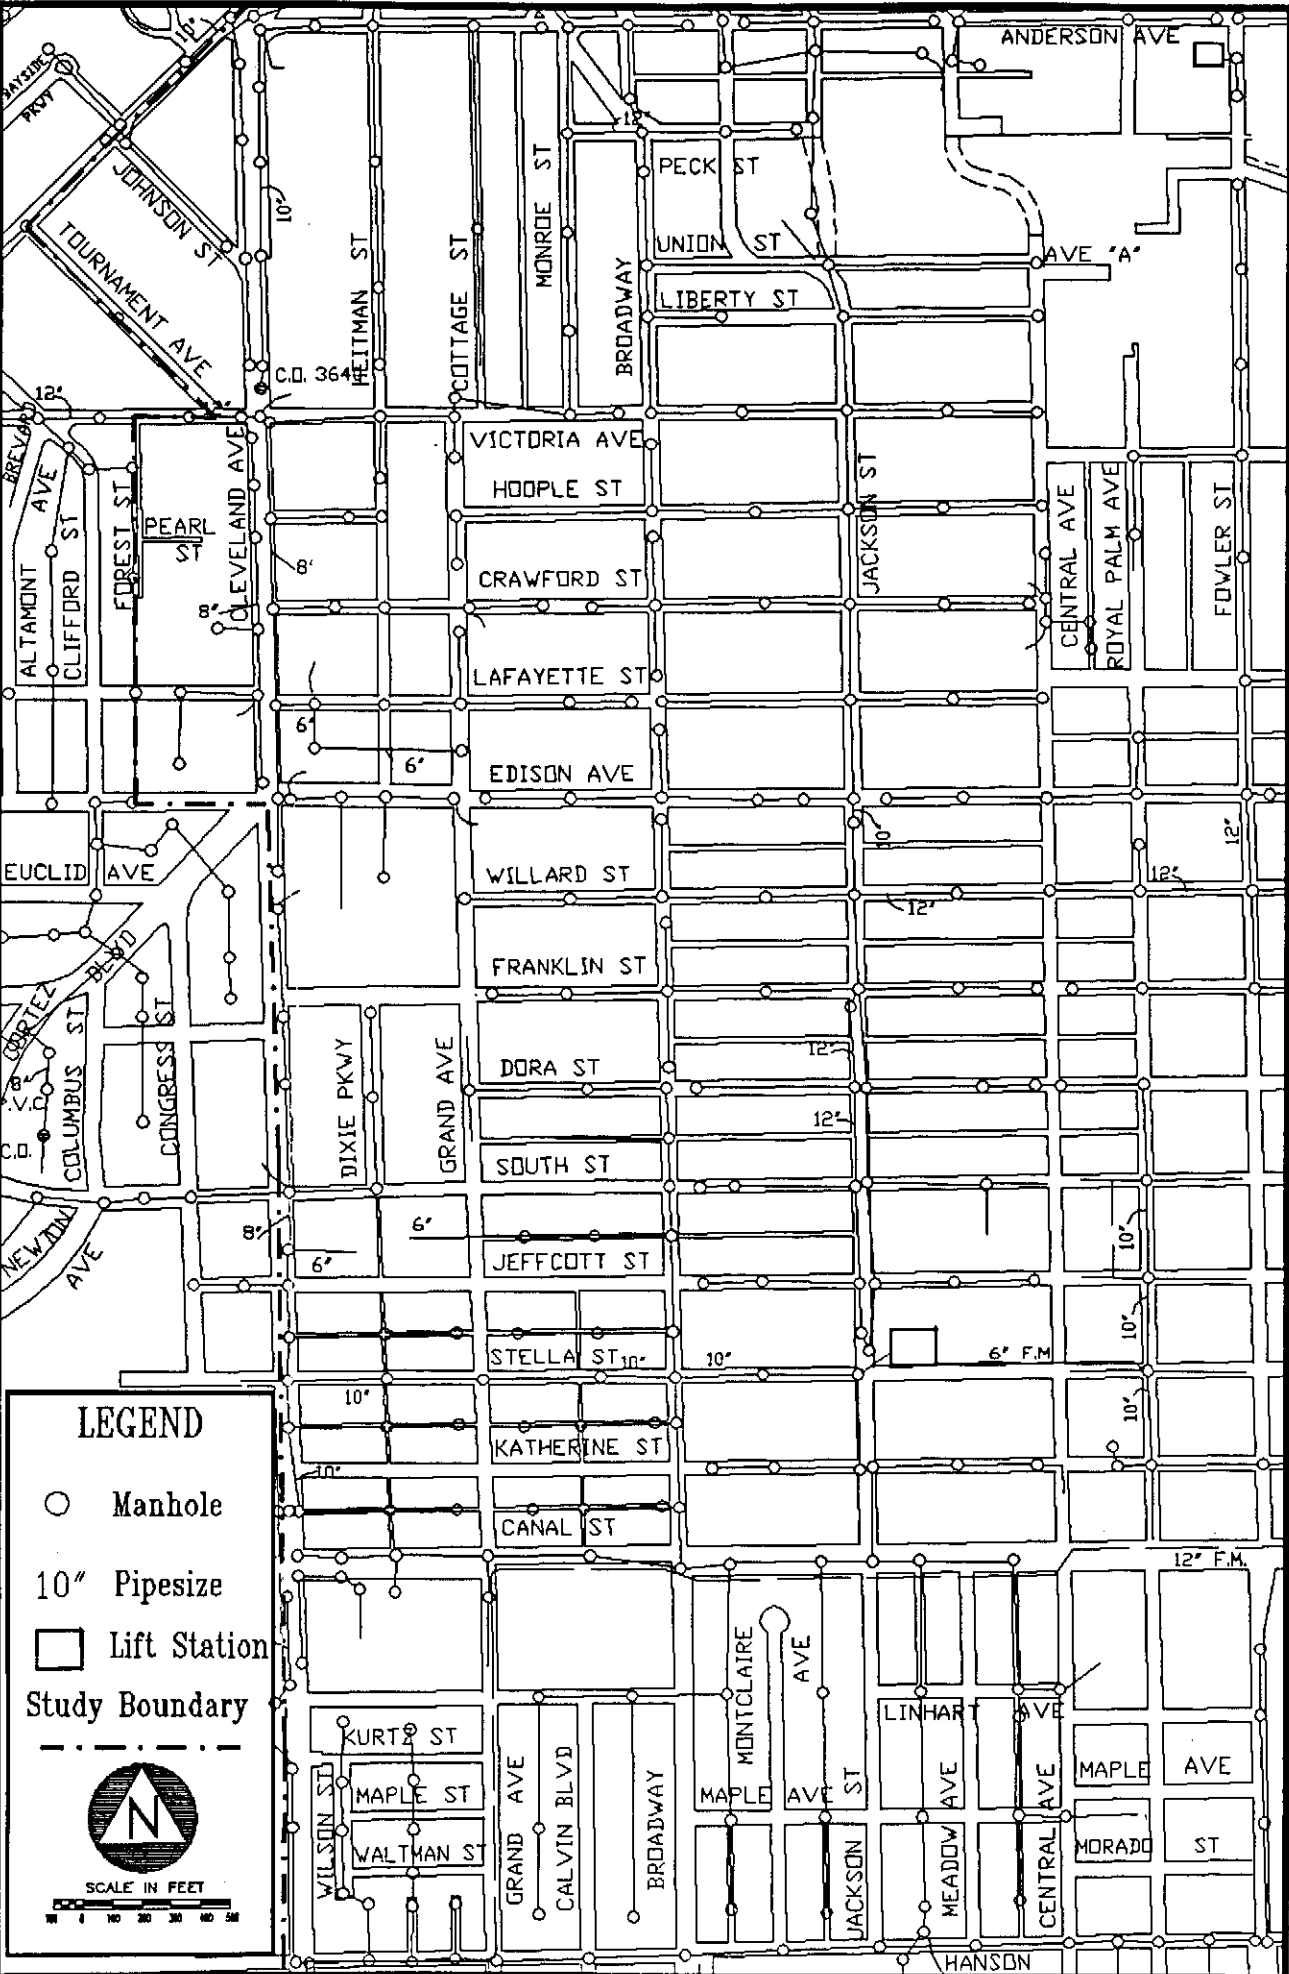 10"
ANDERSON AVE
BAYSIDE
PKWY
12"
JOHNSON ST
PECK ST
10"
TOURNAMENT AVE
HEITMAN ST
COTTAGE ST
MONROE ST
BROADWAY
UNION ST
AVE "A"
LIBERTY ST
12"
BREVARD
AVE
VICTORIA AVE
HOOPLE ST
JACKSON ST
CLEVELAND AVE
FOREST ST
PEARL
ST
CENTRAL AVE
ROYAL PALM AVE
FOWLER ST
8"
CRAWFORD ST
ALTAMONT
CLIFFORD ST
8"
LAFAYETTE ST
6"
6"
EDISON AVE
10"
12"
EUCLID AVE
WILLARD ST
12"
12"
CORTEZ BLVD
FRANKLIN ST
COLUMBUS ST
CONGRESS ST
DIXIE PKWY
GRAND AVE
12"
DORA ST
8"
C.O.
12"
SOUTH ST
NEWTON
AVE
8"
6"
6"
JEFFCOTT ST
10"
10"
STELLA ST
10"
10"
6" F.M
10"
10"
KATHERINE ST
10"
CANAL ST
12" F.M.
LEGEND
Manhole
10" Pipesize
Lift Station
Study Boundary
N
SCALE IN FEET
MONTCLAIRE
AVE
LINHART AVE
KURTZ ST
MAPLE ST
WALTMAN ST
WILSON ST
GRAND AVE
CALVIN BLVD
BROADWAY
MAPLE AVE
JACKSON ST
MEADOW AVE
CENTRAL AVE
MAPLE AVE
MORADO ST
HANSON